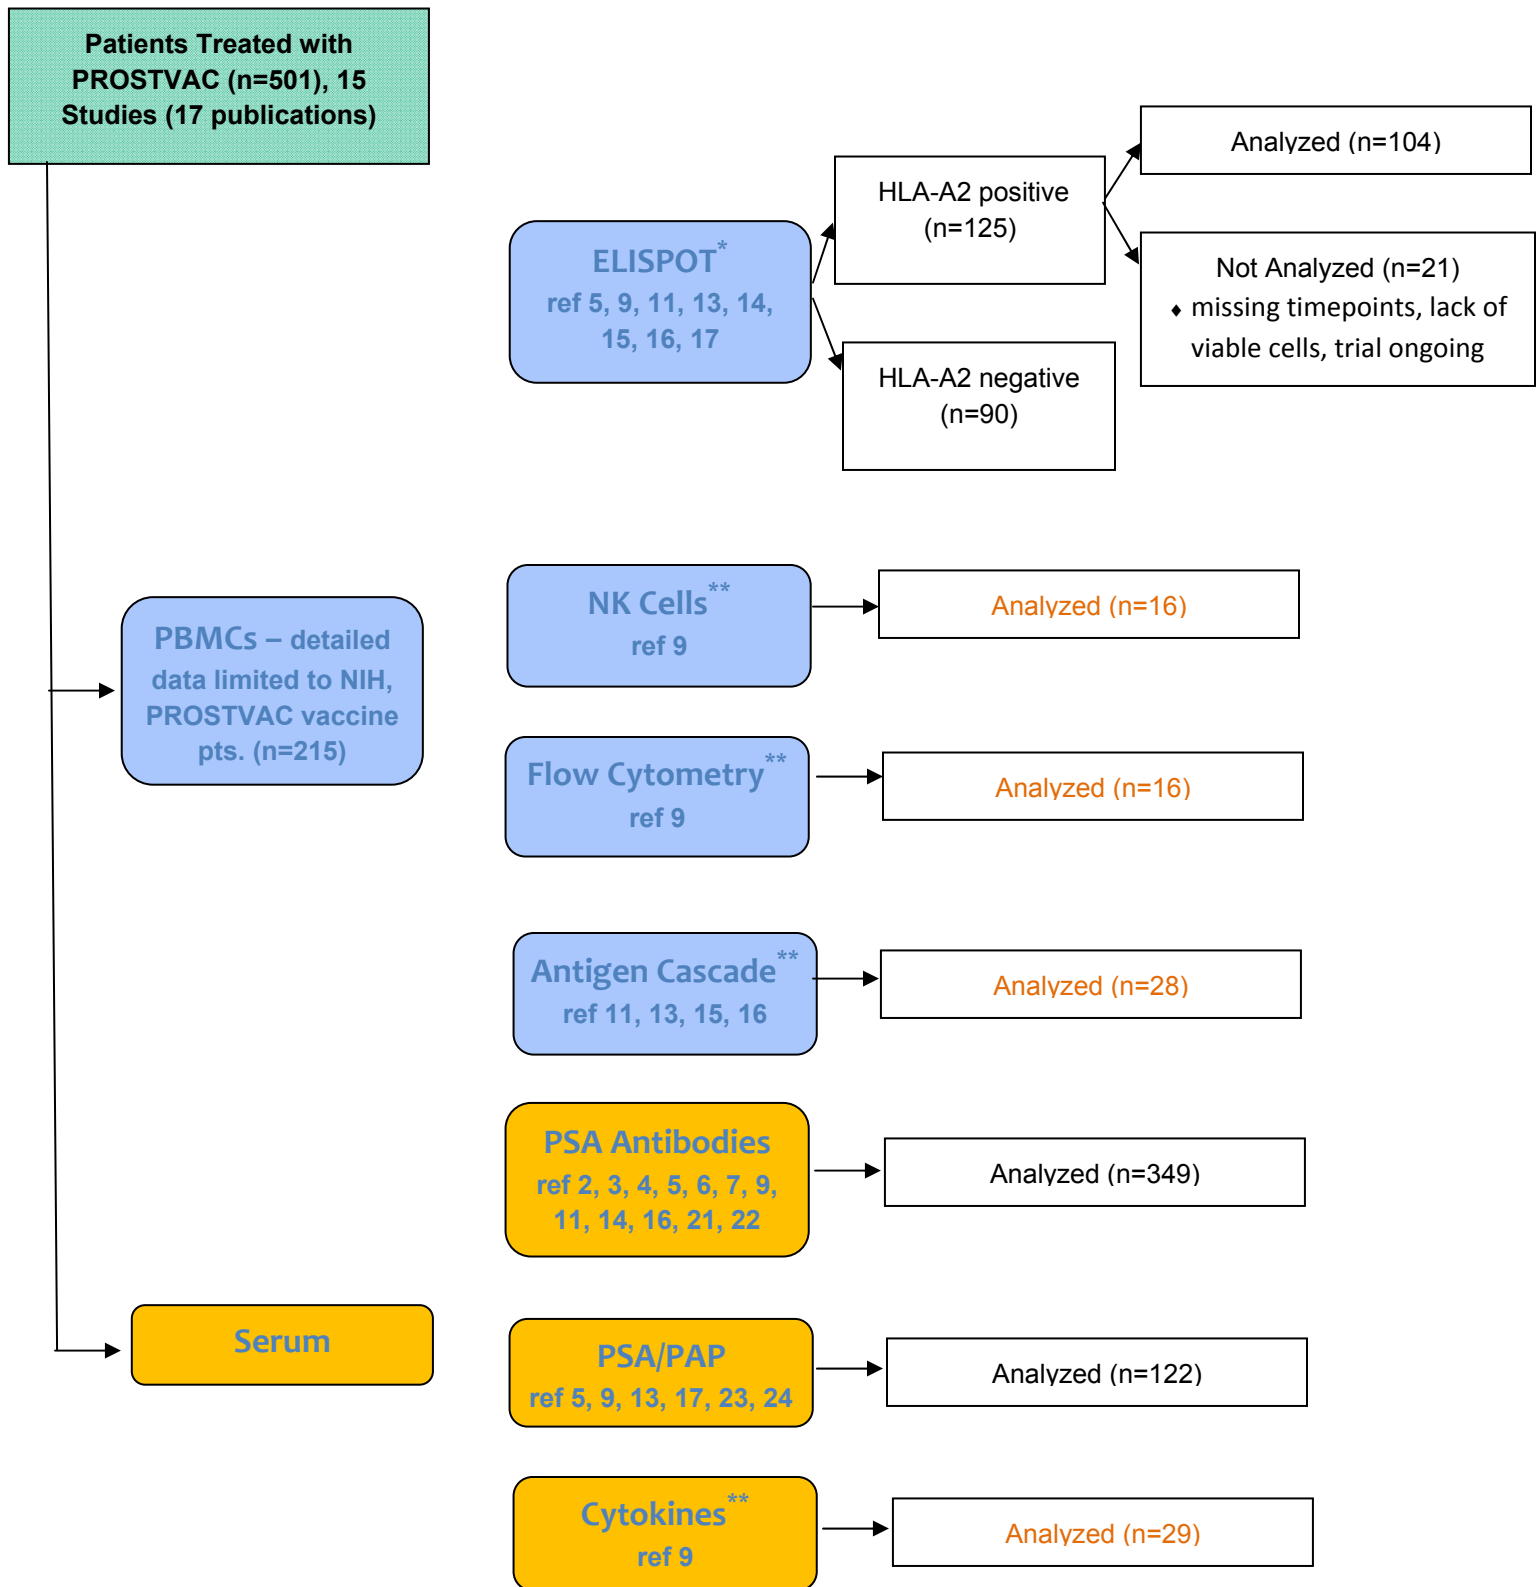 Patients Treated with
PROSTVAC (n=501), 15
Studies (17 publications)
ELISPOT*
ref 5, 9, 11, 13, 14,
15, 16, 17
HLA-A2 positive
(n=125)
Analyzed (n=104)
Not Analyzed (n=21)
♦ missing timepoints, lack of
viable cells, trial ongoing
HLA-A2 negative
(n=90)
PBMCs – detailed
data limited to NIH,
PROSTVAC vaccine
pts. (n=215)
NK Cells**
ref 9
Analyzed (n=16)
Flow Cytometry**
ref 9
Analyzed (n=16)
Antigen Cascade**
ref 11, 13, 15, 16
Analyzed (n=28)
PSA Antibodies
ref 2, 3, 4, 5, 6, 7, 9,
11, 14, 16, 21, 22
Analyzed (n=349)
Serum
PSA/PAP
ref 5, 9, 13, 17, 23, 24
Analyzed (n=122)
Cytokines**
ref 9
Analyzed (n=29)